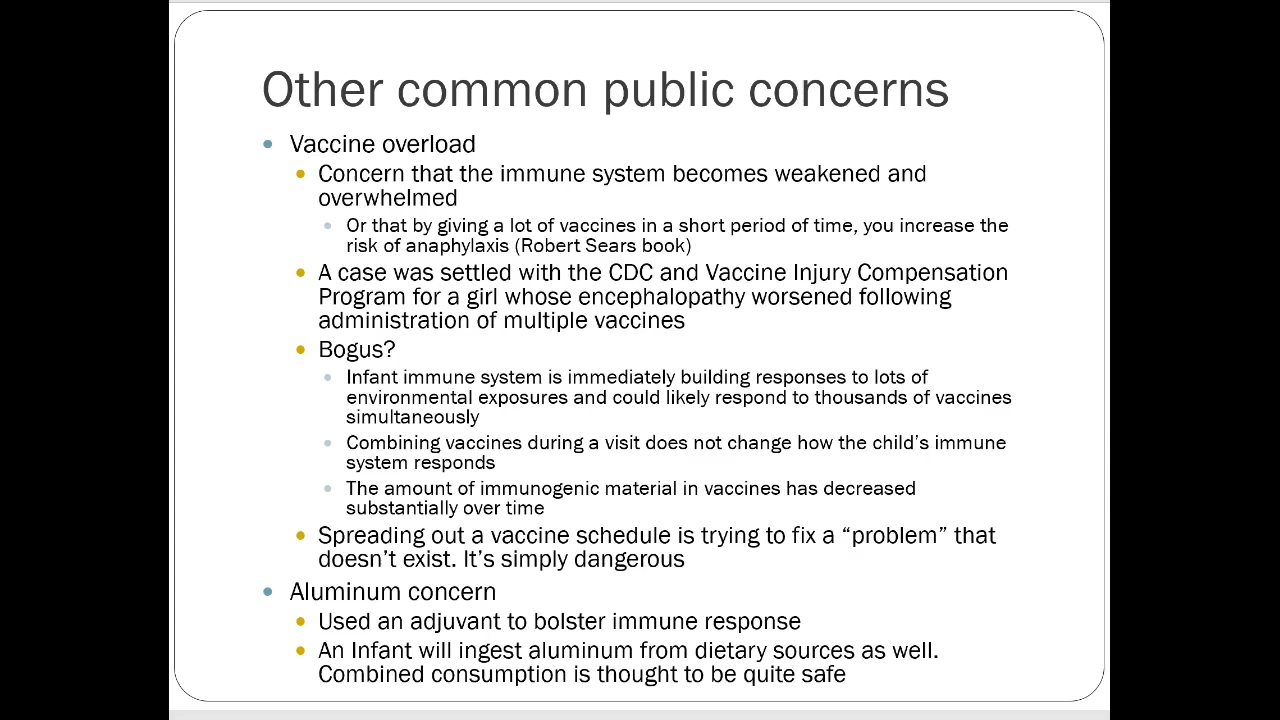 Other common public concerns
• Vaccine overload
• Concern that the immune system becomes weakened and
overwhelmed
• Or that by giving a lot of vaccines in a short period of time, you increase the
risk of anaphylaxis (Robert Sears book)
• A case was settled with the CDC and Vaccine Injury Compensation
Program for a girl whose encephalopathy worsened following
administration of multiple vaccines
• Bogus?
• Infant immune system is immediately building responses to lots of
environmental exposures and could likely respond to thousands of vaccines
simultaneously
• Combining vaccines during a visit does not change how the child's immune
system responds
• The amount of immunogenic material in vaccines has decreased
substantially over time
• Spreading out a vaccine schedule is trying to fix a “problem” that
doesn't exist. It's simply dangerous
• Aluminum concern
• Used an adjuvant to bolster immune response
• An Infant will ingest aluminum from dietary sources as well.
Combined consumption is thought to be quite safe